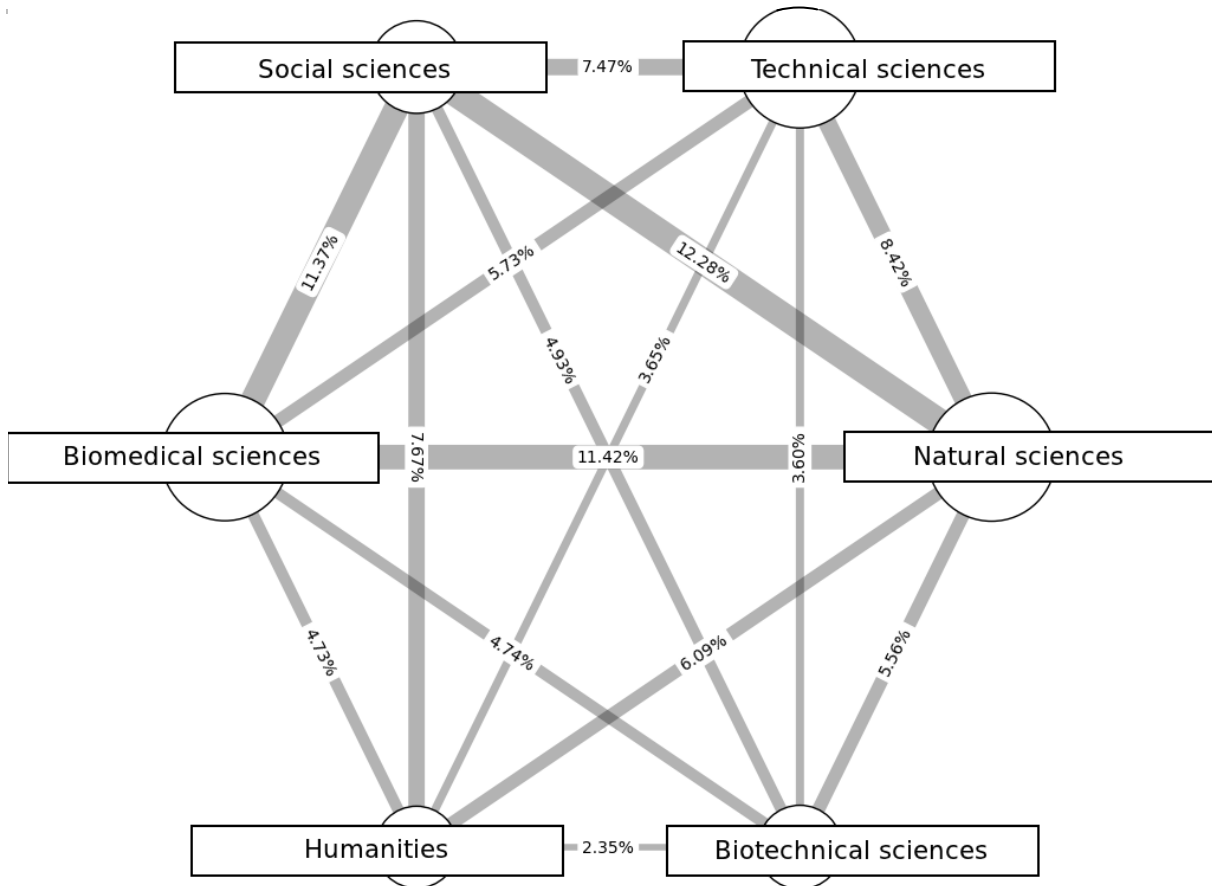 Social sciences
7.47%
Technical sciences
11.37%
5.73%
12.28%
8.42%
4.93%
3.65%
Biomedical sciences
7.67%
11.42%
3.60%
Natural sciences
4.73%
4.74%
6.09%
5.56%
Humanities
2.35%
Biotechnical sciences